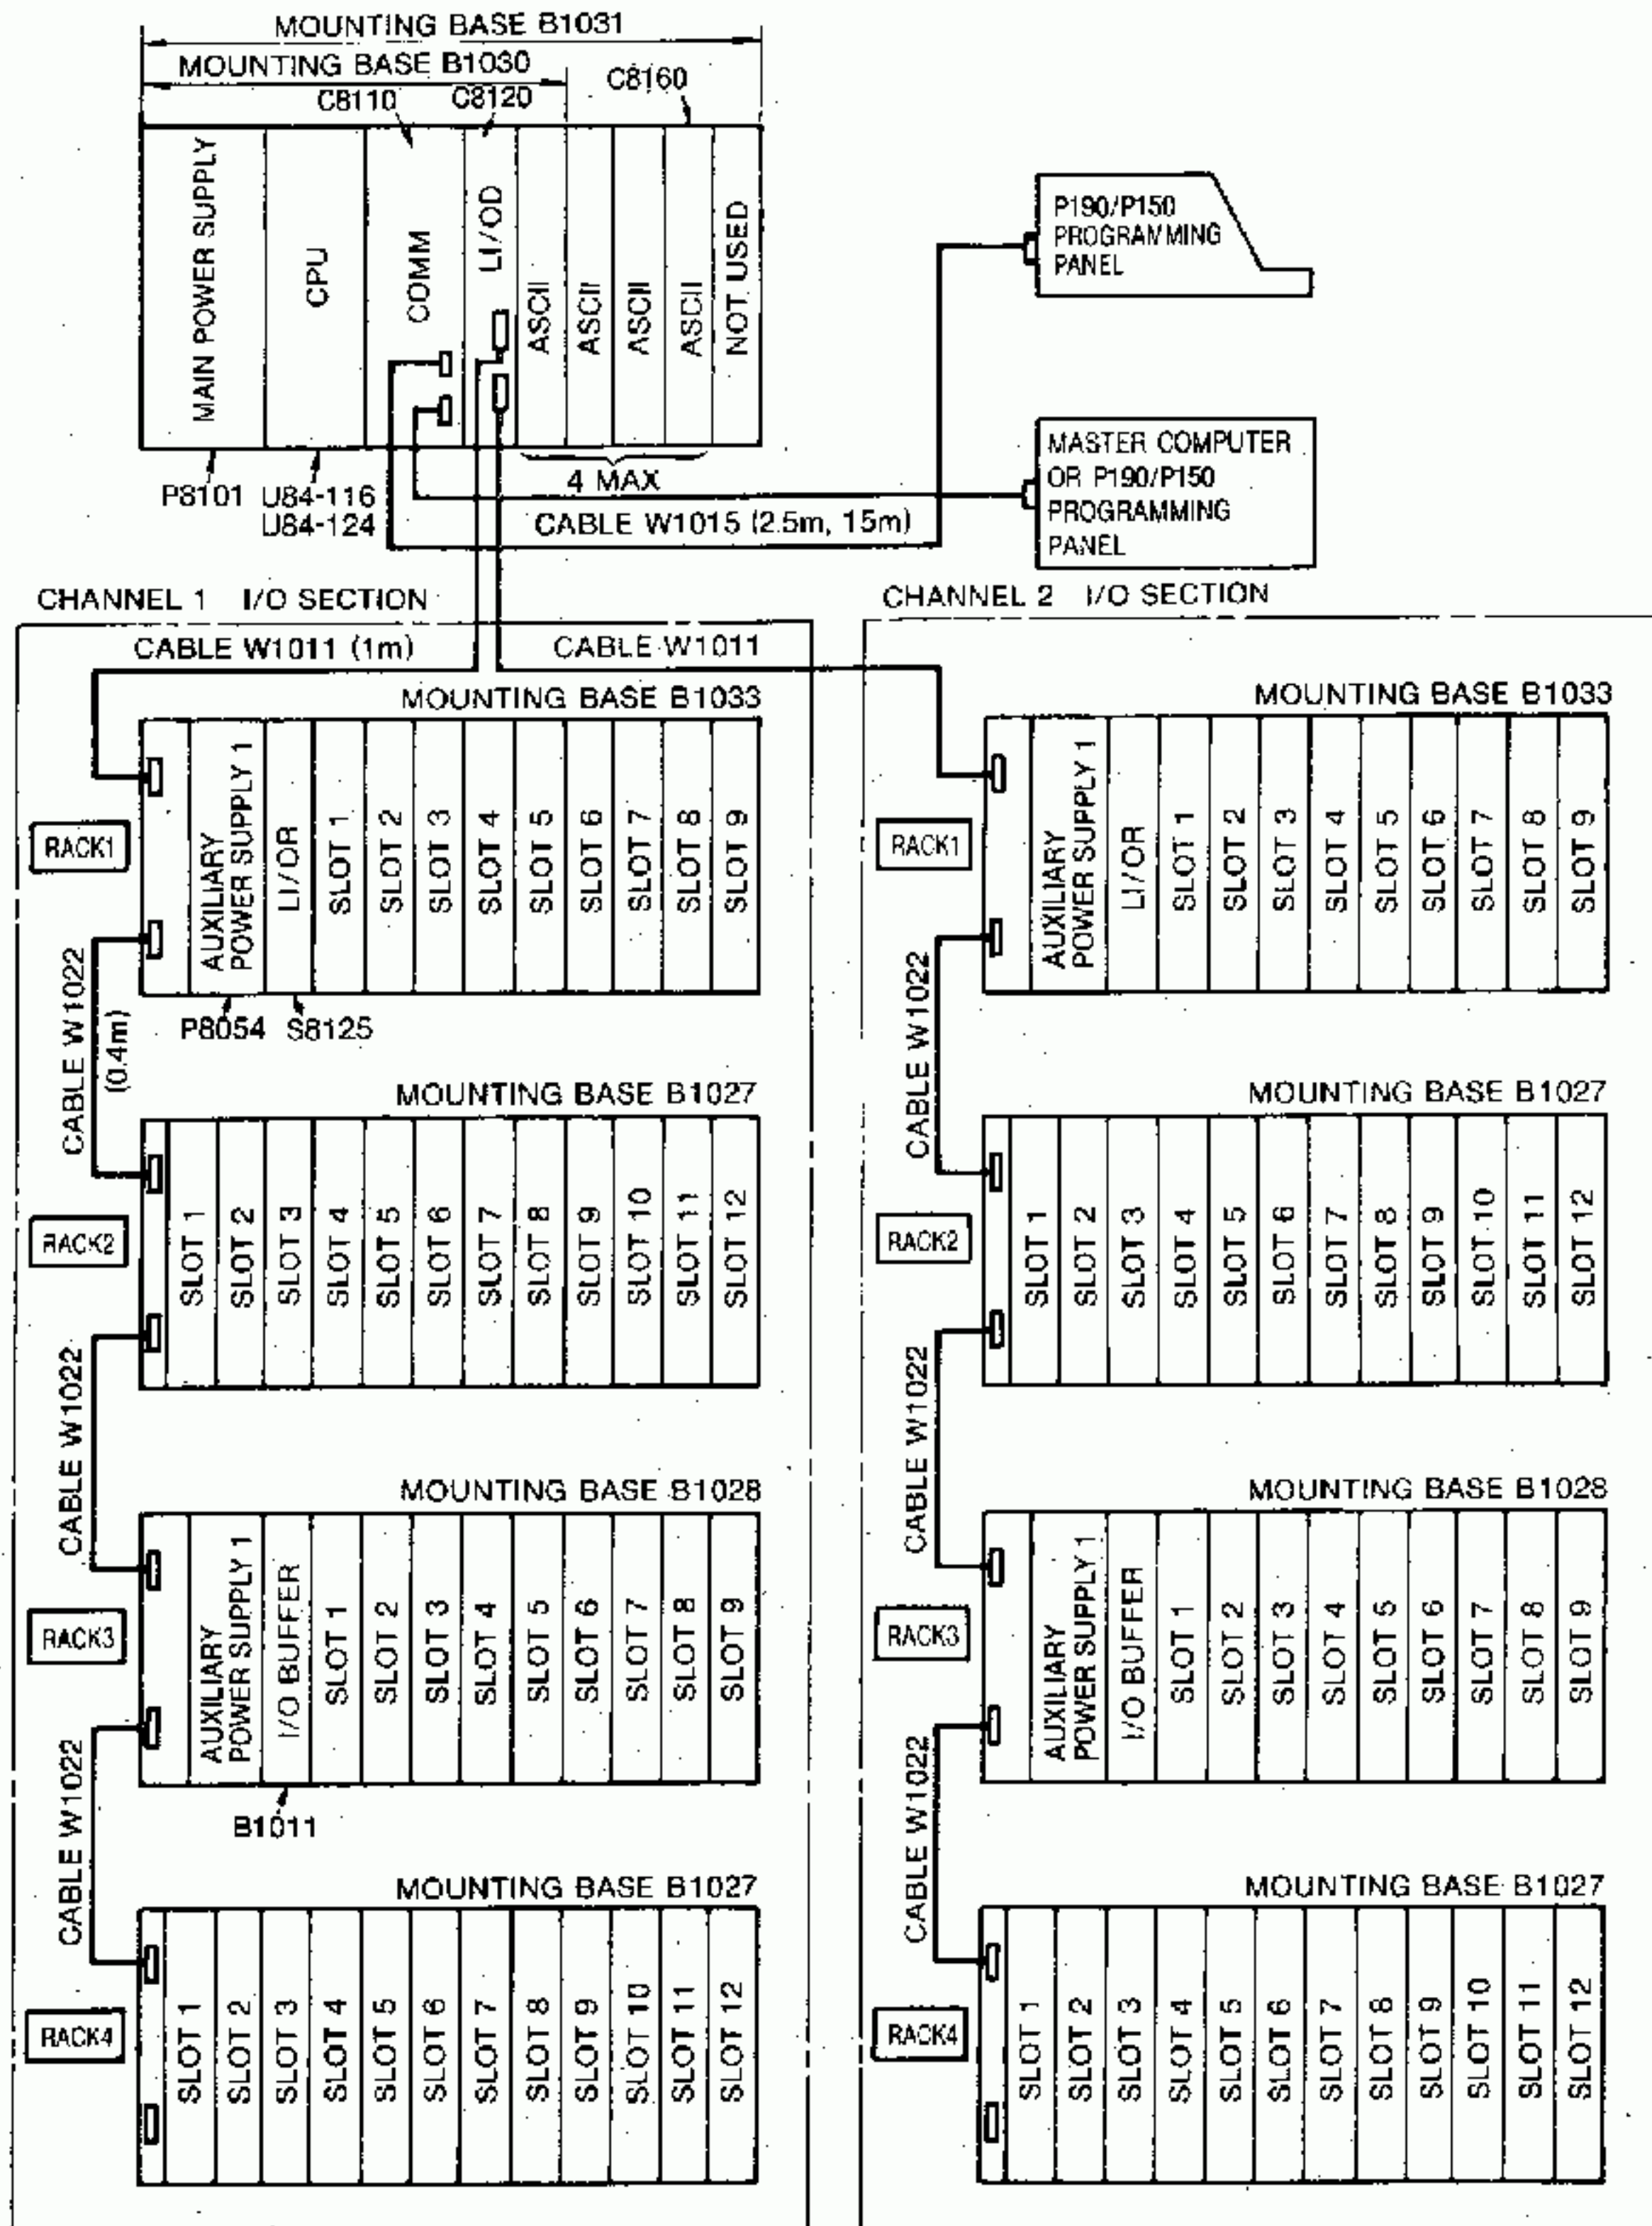 MOUNTING BASE B1031
MOUNTING BASE B1030
C8160
C8110
C8120
MAIN POWER SUPPLY
CPU
COMM
LI/OD
ASCII
ASCII
ASCII
ASCII
NOT USED
P190/P150
PROGRAMMING
PANEL
MASTER COMPUTER
OR P190/P150
PROGRAMMING
PANEL
P8101
U84-116
U84-124
4 MAX
CABLE W1015 (2.5m, 15m)
CHANNEL 1 I/O SECTION
CABLE W1011 (1m)
CABLE W1011
MOUNTING BASE B1033
RACK1
AUXILIARY
POWER SUPPLY 1
LI/OR
SLOT 1
SLOT 2
SLOT 3
SLOT 4
SLOT 5
SLOT 6
SLOT 7
SLOT 8
SLOT 9
P8054
S8125
CABLE W1022
(0.4m)
MOUNTING BASE B1027
RACK2
SLOT 1
SLOT 2
SLOT 3
SLOT 4
SLOT 5
SLOT 6
SLOT 7
SLOT 8
SLOT 9
SLOT 10
SLOT 11
SLOT 12
CABLE W1022
MOUNTING BASE B1028
RACK3
AUXILIARY
POWER SUPPLY 1
I/O BUFFER
SLOT 1
SLOT 2
SLOT 3
SLOT 4
SLOT 5
SLOT 6
SLOT 7
SLOT 8
SLOT 9
B1011
CABLE W1022
MOUNTING BASE B1027
RACK4
SLOT 1
SLOT 2
SLOT 3
SLOT 4
SLOT 5
SLOT 6
SLOT 7
SLOT 8
SLOT 9
SLOT 10
SLOT 11
SLOT 12
CHANNEL 2 I/O SECTION
MOUNTING BASE B1033
RACK1
AUXILIARY
POWER SUPPLY 1
LI/OR
SLOT 1
SLOT 2
SLOT 3
SLOT 4
SLOT 5
SLOT 6
SLOT 7
SLOT 8
SLOT 9
CABLE W1022
MOUNTING BASE B1027
RACK2
SLOT 1
SLOT 2
SLOT 3
SLOT 4
SLOT 5
SLOT 6
SLOT 7
SLOT 8
SLOT 9
SLOT 10
SLOT 11
SLOT 12
CABLE W1022
MOUNTING BASE B1028
RACK3
AUXILIARY
POWER SUPPLY 1
I/O BUFFER
SLOT 1
SLOT 2
SLOT 3
SLOT 4
SLOT 5
SLOT 6
SLOT 7
SLOT 8
SLOT 9
CABLE W1022
MOUNTING BASE B1027
RACK4
SLOT 1
SLOT 2
SLOT 3
SLOT 4
SLOT 5
SLOT 6
SLOT 7
SLOT 8
SLOT 9
SLOT 10
SLOT 11
SLOT 12